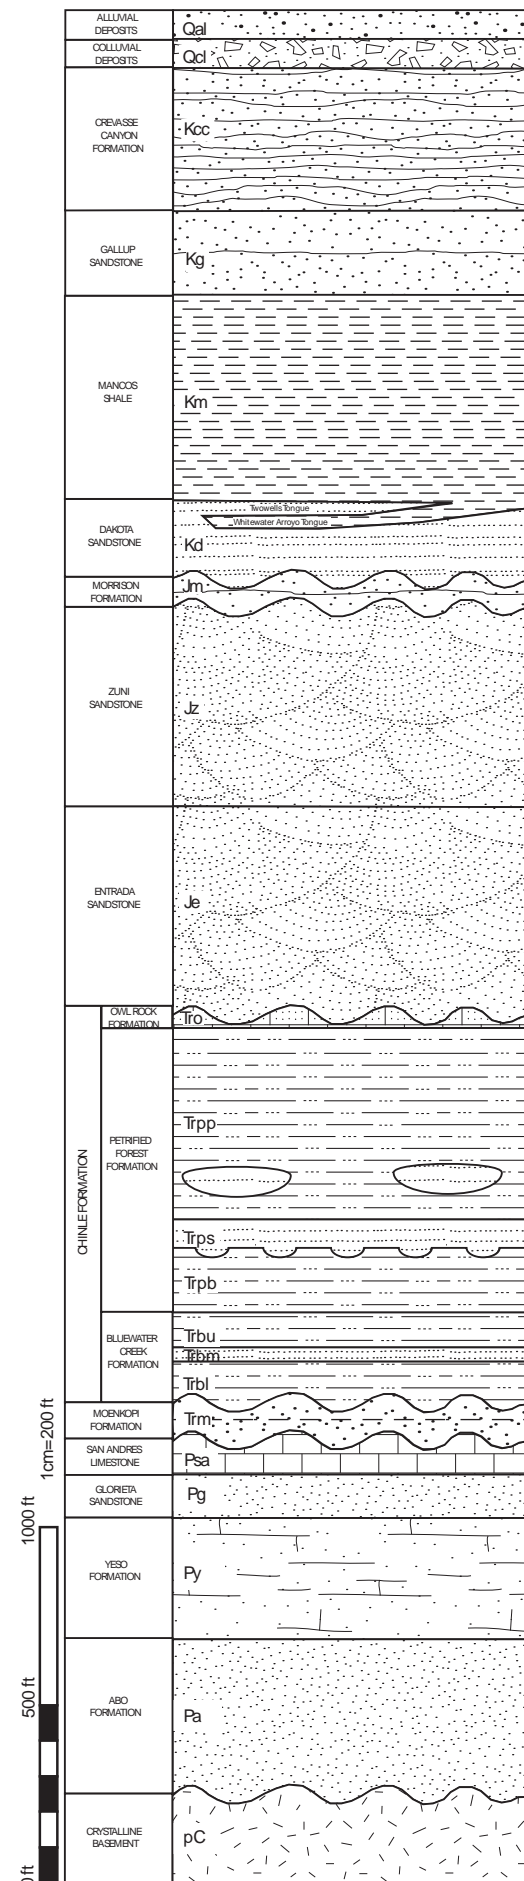 ALLUVIAL
DEPOSITS
Qal
COLLUVIAL
DEPOSITS
Qcl
CREVASSE
CANYON
FORMATION
Kcc
GALLUP
SANDSTONE
Kg
MANCOS
SHALE
Km
Twowells Tongue
Whitewater Arroyo Tongue
DAKOTA
SANDSTONE
Kd
MORRISON
FORMATION
Jm
ZUNI
SANDSTONE
Jz
ENTRADA
SANDSTONE
Je
OWL ROCK
FORMATION
Tro
CHINLE FORMATION
PETRIFIED
FOREST
FORMATION
Trpp
Trps
Trpb
BLUEWATER
CREEK
FORMATION
Trbu
Trbm
Trbl
MOENKOPI
FORMATION
Trm
SAN ANDRES
LIMESTONE
Psa
GLORIETA
SANDSTONE
Pg
YESO
FORMATION
Py
ABO
FORMATION
Pa
CRYSTALLINE
BASEMENT
pC
1cm=200 ft
1000 ft
500 ft
0 ft